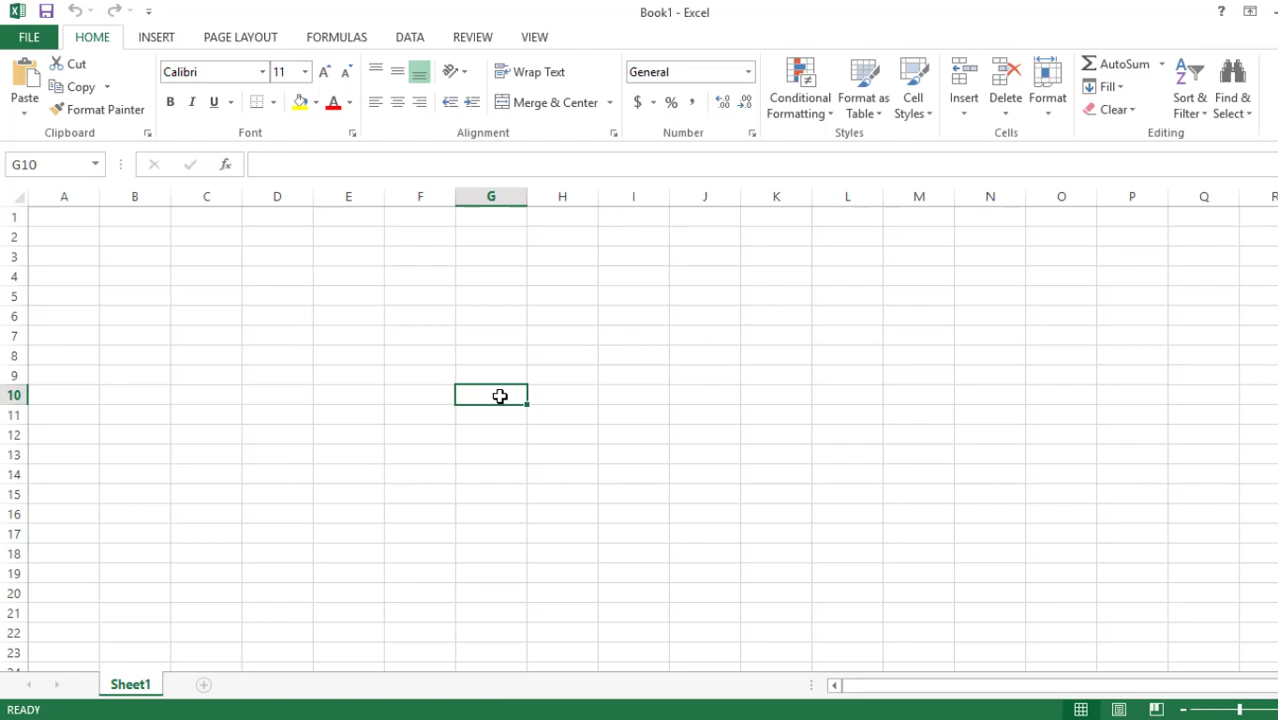 Book1 - Excel
?
FILE HOME INSERT PAGE LAYOUT FORMULAS DATA REVIEW VIEW
Paste
Cut
Copy
Format Painter
Clipboard
Calibri 11
B I U
Font
Wrap Text
Merge & Center
Alignment
General
$ % ,
Number
Conditional
Formatting
Format as
Table
Cell
Styles
Styles
Insert
Delete
Format
Cells
AutoSum
Fill
Clear
Sort &
Filter
Find &
Select
Editing
G10
fx
A B C D E F G H I J K L M N O P Q R
1
2
3
4
5
6
7
8
9
10
11
12
13
14
15
16
17
18
19
20
21
22
23
Sheet1
READY